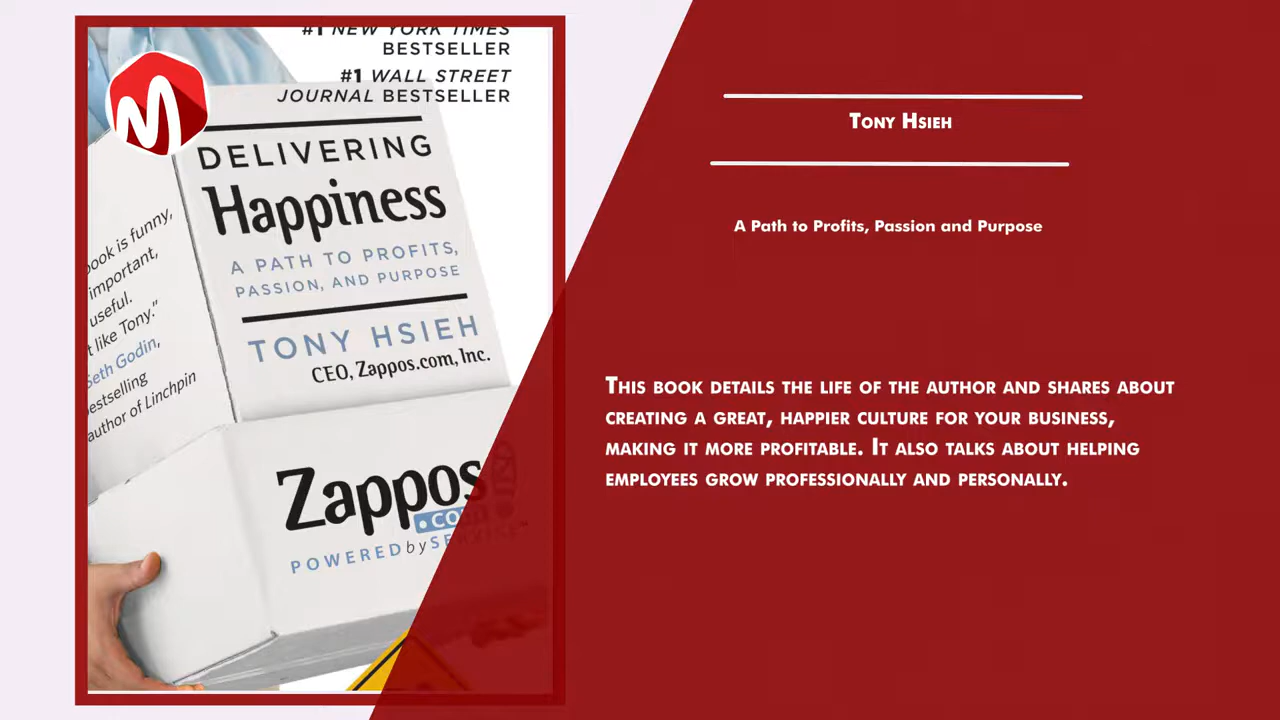 #1 NEW YORK TIMES
BESTSELLER
#1 WALL STREET
JOURNAL BESTSELLER
DELIVERING
Happiness
A PATH TO PROFITS,
PASSION, AND PURPOSE
TONY HSIEH
CEO, Zappos.com, Inc.
book is funny,
important,
useful.
like Tony."
Seth Godin,
bestselling
author of Linchpin
Zappos
.COM
POWERED by
TONY HSIEH
A Path to Profits, Passion and Purpose
THIS BOOK DETAILS THE LIFE OF THE AUTHOR AND SHARES ABOUT
CREATING A GREAT, HAPPIER CULTURE FOR YOUR BUSINESS,
MAKING IT MORE PROFITABLE. IT ALSO TALKS ABOUT HELPING
EMPLOYEES GROW PROFESSIONALLY AND PERSONALLY.